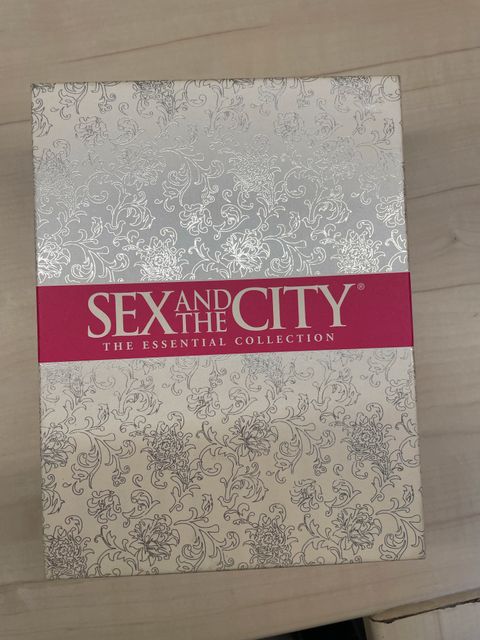 SEX AND THE CITY®
THE ESSENTIAL COLLECTION